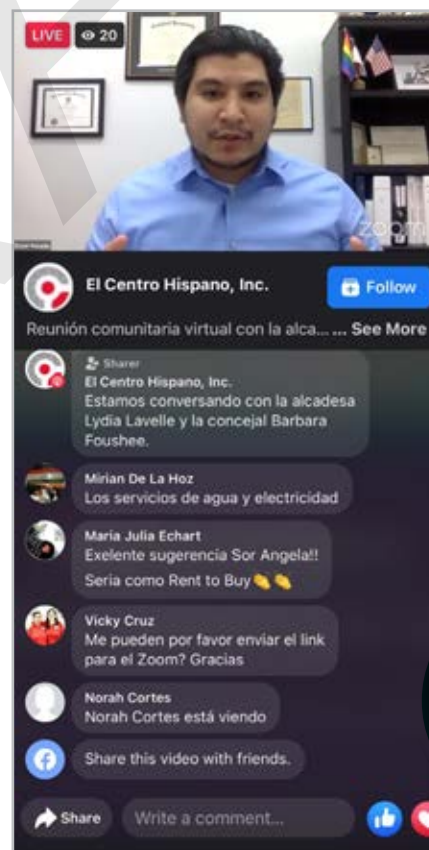 LIVE
20
zoom
El Centro Hispano, Inc.
Follow
Reunión comunitaria virtual con la alca... ... See More
Sharer
El Centro Hispano, Inc.
Estamos conversando con la alcadesa
Lydia Lavelle y la concejal Barbara
Foushee.
Mirian De La Hoz
Los servicios de agua y electricidad
Maria Julia Echart
Exelente sugerencia Sor Angela!!
Seria como Rent to Buy👏👏
Vicky Cruz
Me pueden por favor enviar el link
para el Zoom? Gracias
Norah Cortes
Norah Cortes está viendo
Share this video with friends.
Share
Write a comment...